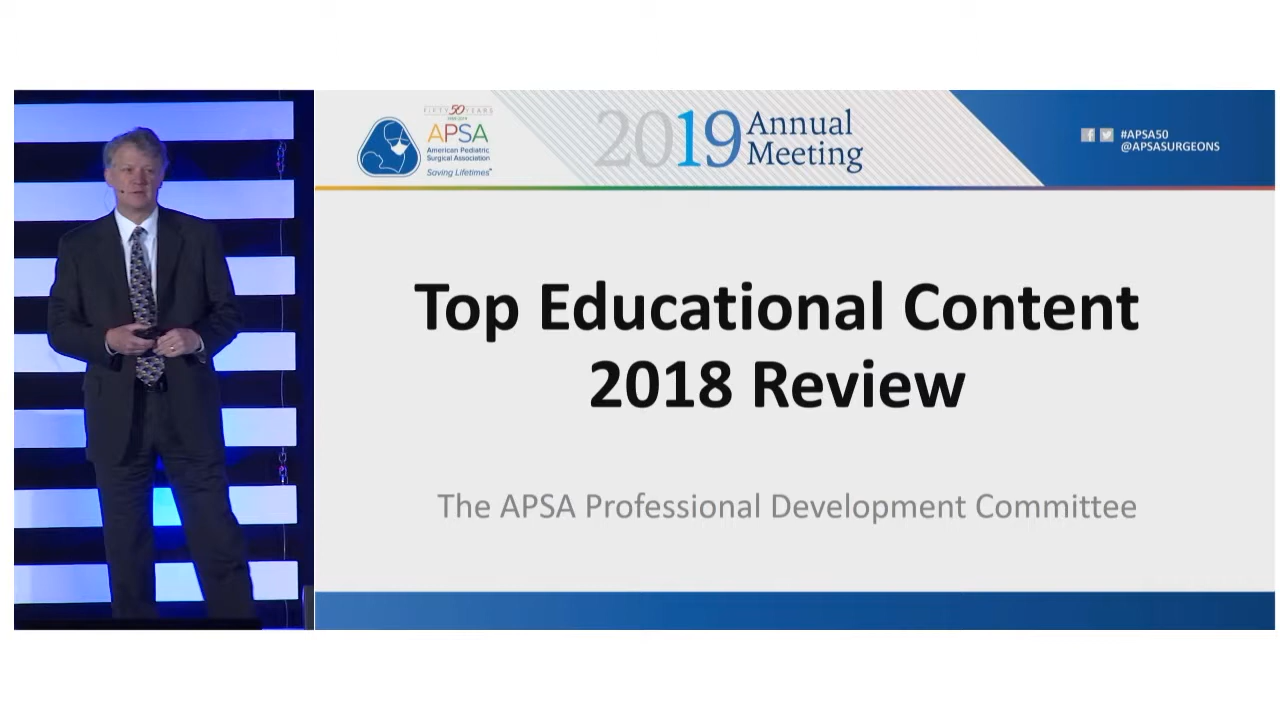 FIFTY 50 YEARS
APSA
American Pediatric
Surgical Association
Saving Lifetimes
2019 Annual
Meeting
#APSA50
@APSASURGEONS
Top Educational Content
2018 Review
The APSA Professional Development Committee